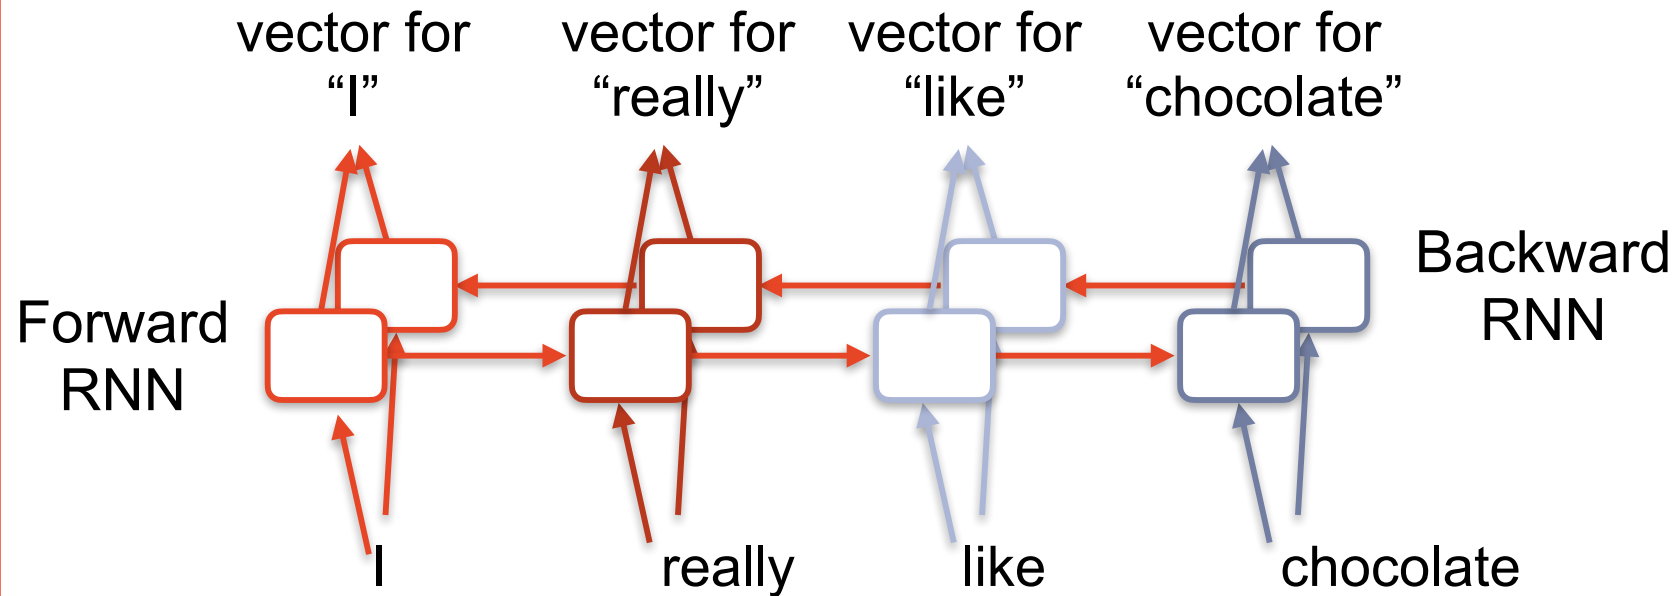 vector for
“I”
vector for
“really”
vector for
“like”
vector for
“chocolate”
Backward
RNN
Forward
RNN
I
really
like
chocolate